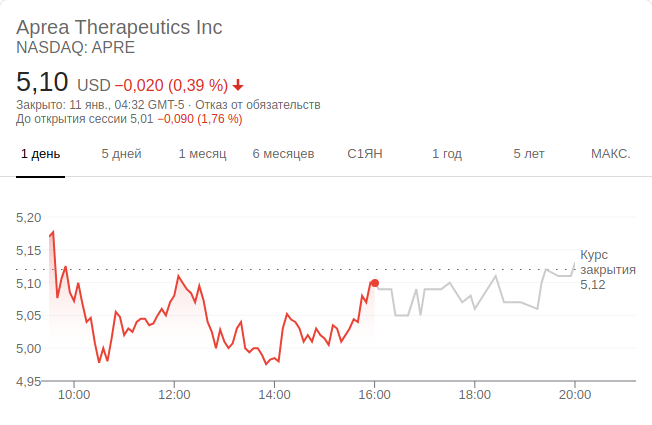 Aprea Therapeutics Inc
NASDAQ: APRE
5,10 USD −0,020 (0,39 %)
Закрыто: 11 янв., 04:32 GMT-5 · Отказ от обязательств
До открытия сессии 5,01 −0,090 (1,76 %)
1 день 5 дней 1 месяц 6 месяцев С1ЯН 1 год 5 лет МАКС.
5,20
5,15
Курс
закрытия
5,12
5,10
5,05
5,00
4,95
10:00 12:00 14:00 16:00 18:00 20:00